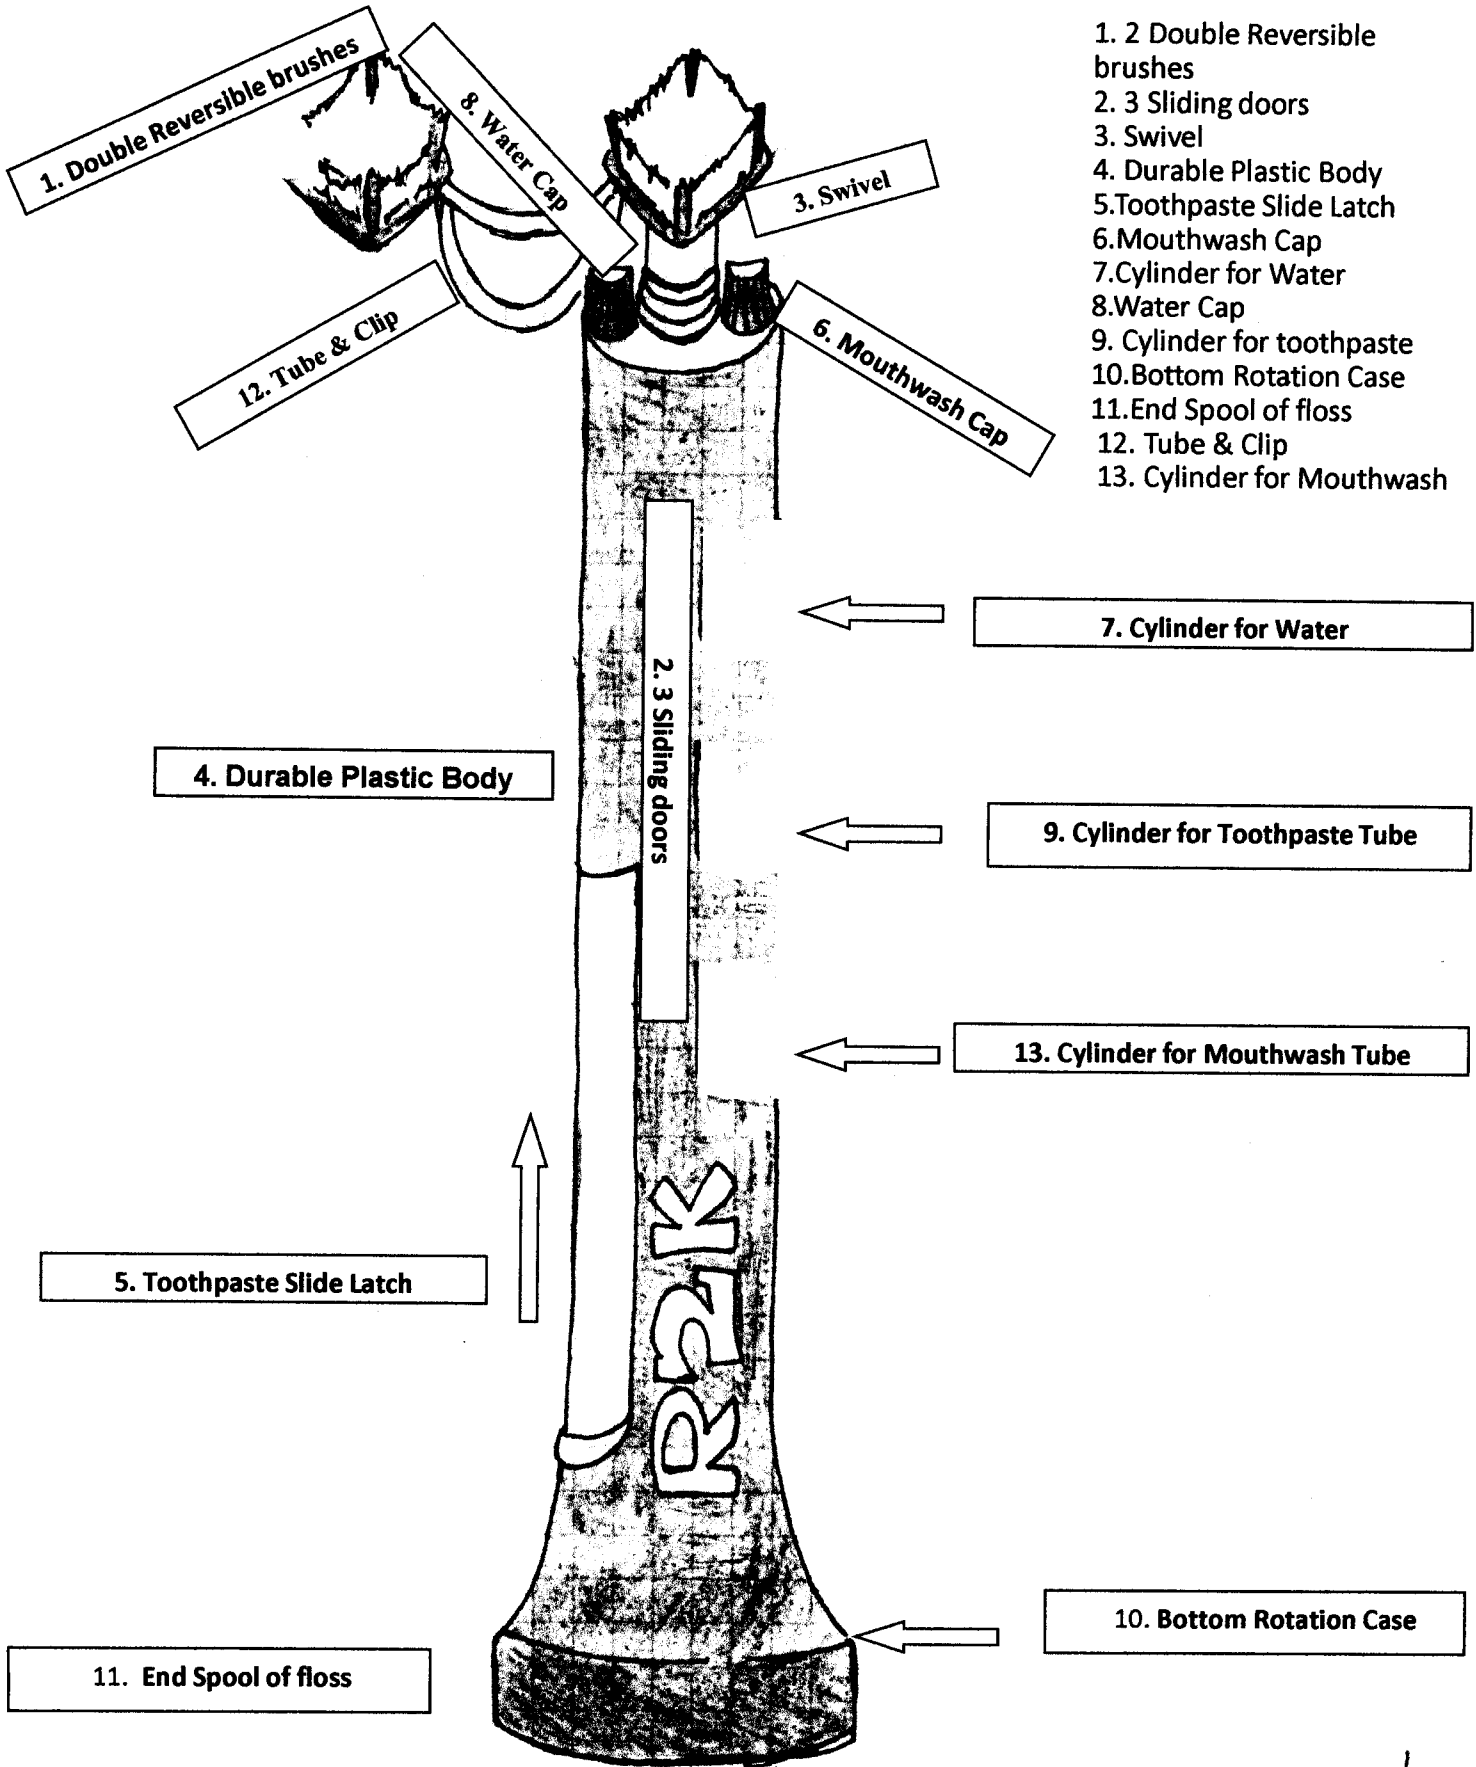 1. 2 Double Reversible
brushes
2. 3 Sliding doors
3. Swivel
4. Durable Plastic Body
5.Toothpaste Slide Latch
6.Mouthwash Cap
7.Cylinder for Water
8.Water Cap
9. Cylinder for toothpaste
10.Bottom Rotation Case
11.End Spool of floss
12. Tube & Clip
13. Cylinder for Mouthwash
1. Double Reversible brushes
8. Water Cap
3. Swivel
12. Tube & Clip
6. Mouthwash Cap
7. Cylinder for Water
2. 3 Sliding doors
4. Durable Plastic Body
9. Cylinder for Toothpaste Tube
13. Cylinder for Mouthwash Tube
5. Toothpaste Slide Latch
10. Bottom Rotation Case
11. End Spool of floss
1